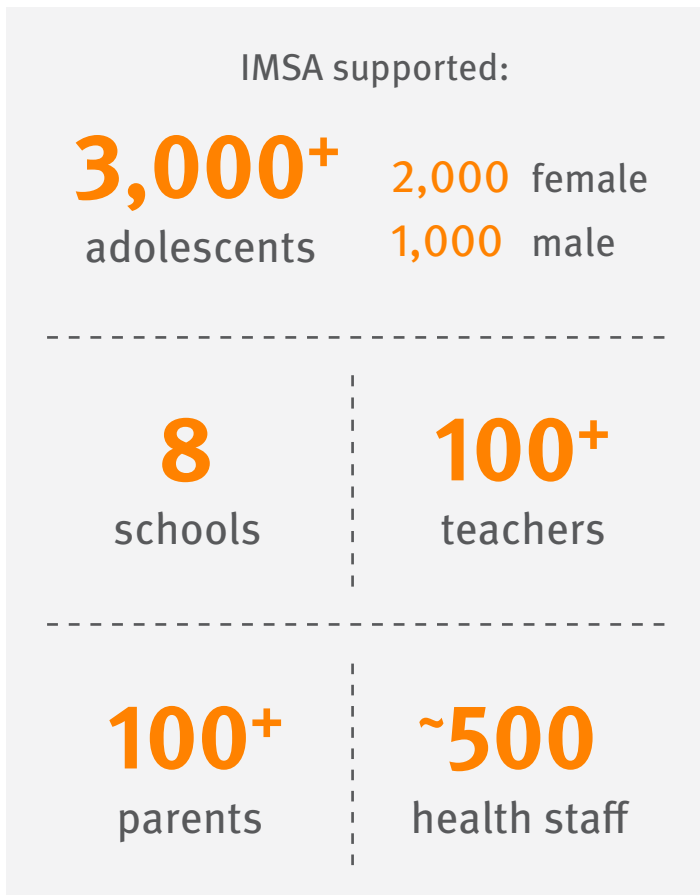 IMSA supported:
3,000+
adolescents
2,000 female
1,000 male
8
schools
100+
teachers
100+
parents
~500
health staff